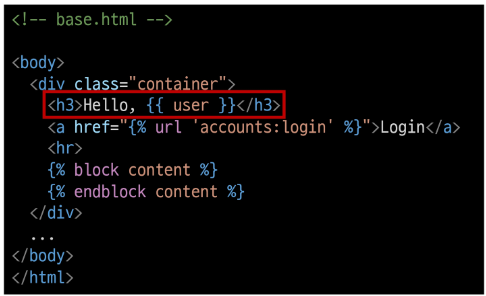 <!-- base.html -->
<body>
<div class="container">
<h3>Hello, {{ user }}</h3>
<a href="{% url 'accounts:login' %}">Login</a>
<hr>
{% block content %}
{% endblock content %}
</div>
...
</body>
</html>